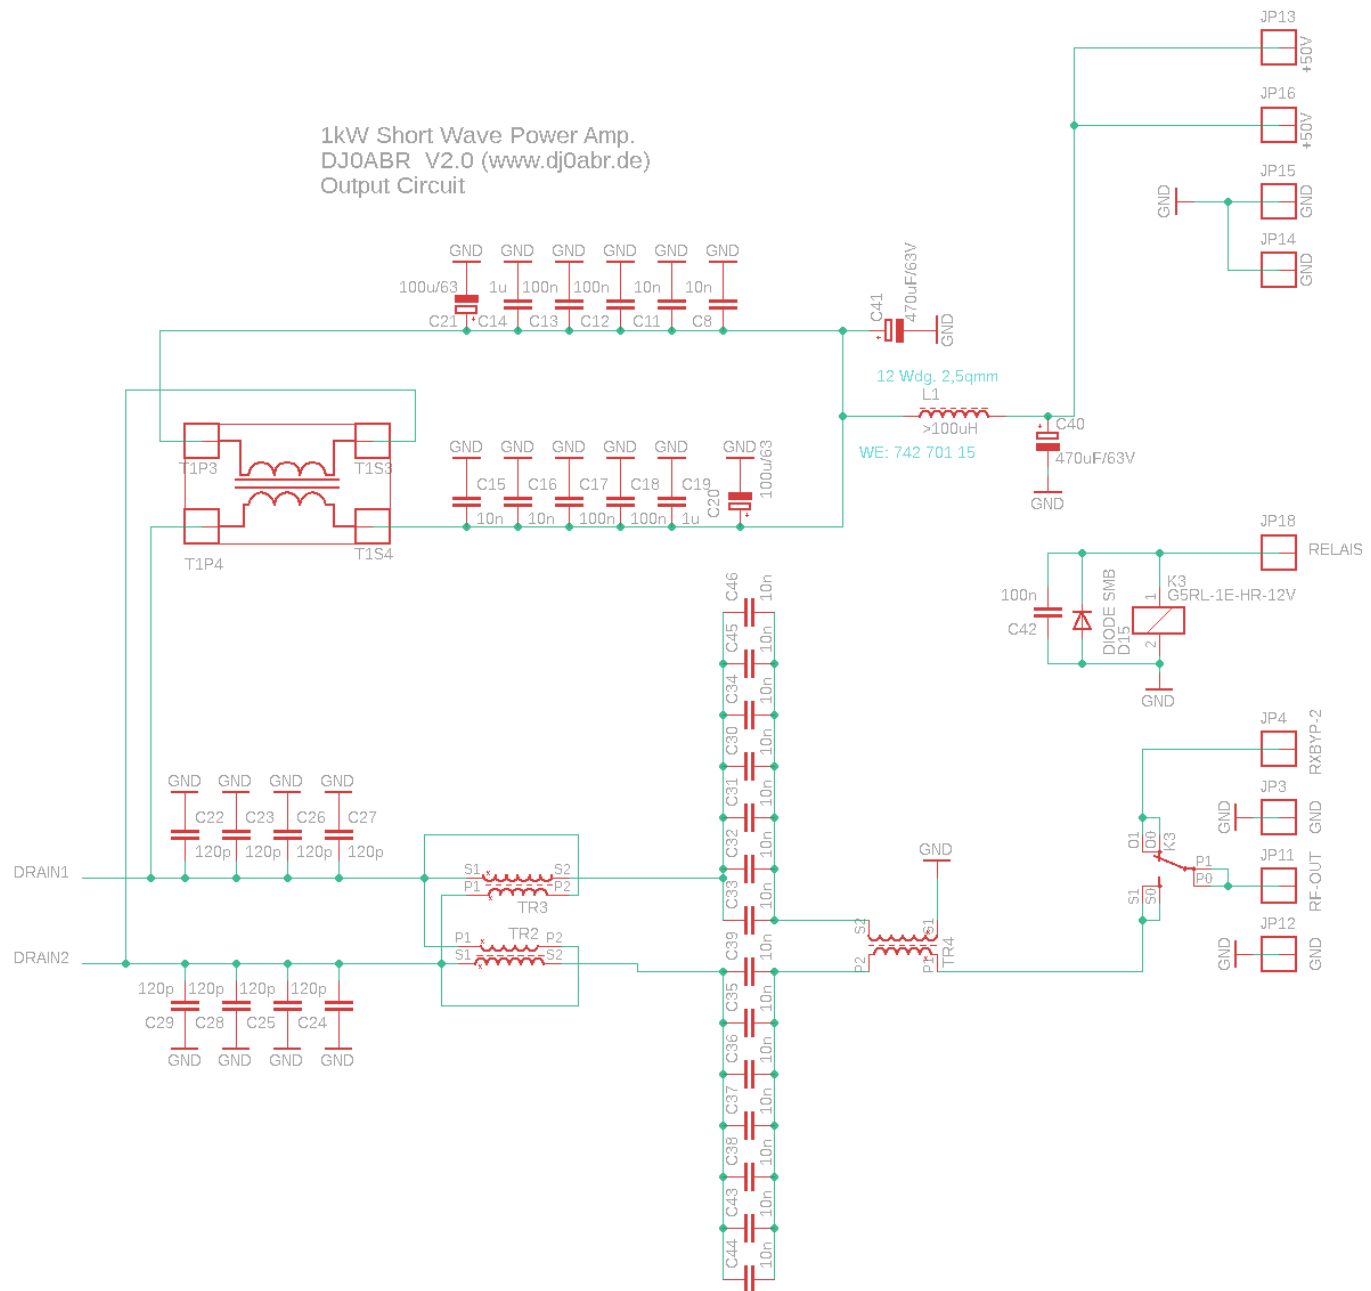 JP13
+50V
JP16
+50V
1kW Short Wave Power Amp.
DJ0ABR  V2.0 (www.dj0abr.de)
Output Circuit
JP15
GND
GND
JP14
GND
GND
GND
GND
GND
GND
GND
100u/63
1u
100n
100n
10n
10n
C21
C14
C13
C12
C11
C8
C41
470uF/63V
GND
12 Wdg. 2,5qmm
L1
>100uH
WE: 742 701 15
C40
470uF/63V
GND
T1P3
T1S3
T1P4
T1S4
GND
GND
GND
GND
GND
GND
C15
C16
C17
C18
C19
C20
100u/63
10n
10n
100n
100n
1u
JP18
RELAIS
K3
G5RL-1E-HR-12V
1
2
100n
C42
DIODE SMB
D15
GND
C46
10n
C45
10n
C34
10n
C30
10n
C31
10n
C32
10n
C33
10n
C39
10n
C35
10n
C36
10n
C37
10n
C38
10n
C43
10n
C44
10n
JP4
RXBYP-2
JP3
GND
GND
JP11
RF-OUT
JP12
GND
GND
O1
O0
K3
P1
P0
S1
S0
GND
GND
GND
GND
C22
C23
C26
C27
120p
120p
120p
120p
DRAIN1
S1
S2
P1
P2
TR3
TR2
P1
P2
S1
S2
DRAIN2
120p
120p
120p
120p
C29
C28
C25
C24
GND
GND
GND
GND
GND
S2
S1
P2
P1
TR4